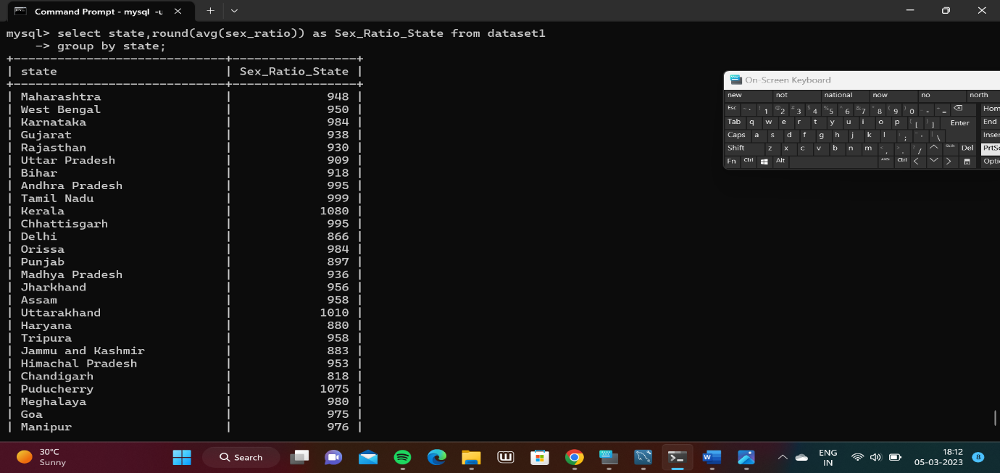 Command Prompt - mysql -u
mysql> select state,round(avg(sex_ratio)) as Sex_Ratio_State from dataset1
-> group by state;
+-----------------------------+-----------------+
| state | Sex_Ratio_State |
+-----------------------------+-----------------+
| Maharashtra | 948 |
| West Bengal | 950 |
| Karnataka | 984 |
| Gujarat | 938 |
| Rajasthan | 930 |
| Uttar Pradesh | 909 |
| Bihar | 918 |
| Andhra Pradesh | 995 |
| Tamil Nadu | 999 |
| Kerala | 1080 |
| Chhattisgarh | 995 |
| Delhi | 866 |
| Orissa | 984 |
| Punjab | 897 |
| Madhya Pradesh | 936 |
| Jharkhand | 956 |
| Assam | 958 |
| Uttarakhand | 1010 |
| Haryana | 880 |
| Tripura | 958 |
| Jammu and Kashmir | 883 |
| Himachal Pradesh | 953 |
| Chandigarh | 818 |
| Puducherry | 1075 |
| Meghalaya | 980 |
| Goa | 975 |
| Manipur | 976 |
On-Screen Keyboard
new not national now no north
Esc ~ ` ! 1 @ 2 # 3 $ 4 % 5 ^ 6 & 7 * 8 ( 9 ) 0 _ - + = Hom
Tab q w e r t y u i o p { [ } ] Enter End
Caps a s d f g h j k l : ; " ' | \ Inser
Shift z x c v b n m < , > . ? / Shift Del PrtSc
Fn Ctrl Alt AltGr Ctrl Opti
30°C
Sunny
Search
ENG
IN
18:12
05-03-2023
8